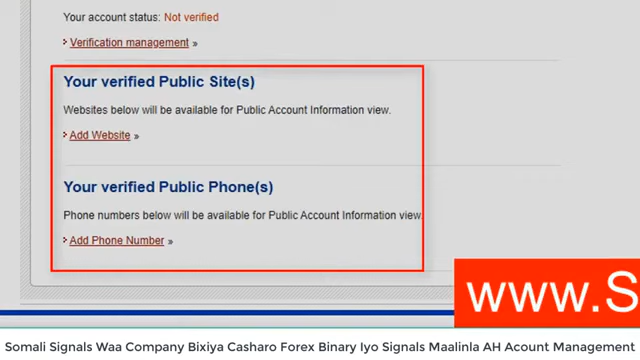 Your account status: Not verified
Verification management »
Your verified Public Site(s)
Websites below will be available for Public Account Information view.
Add Website »
Your verified Public Phone(s)
Phone numbers below will be available for Public Account Information view.
Add Phone Number »
www.S
Somali Signals Waa Company Bixiya Casharo Forex Binary Iyo Signals Maalinla AH Acount Management